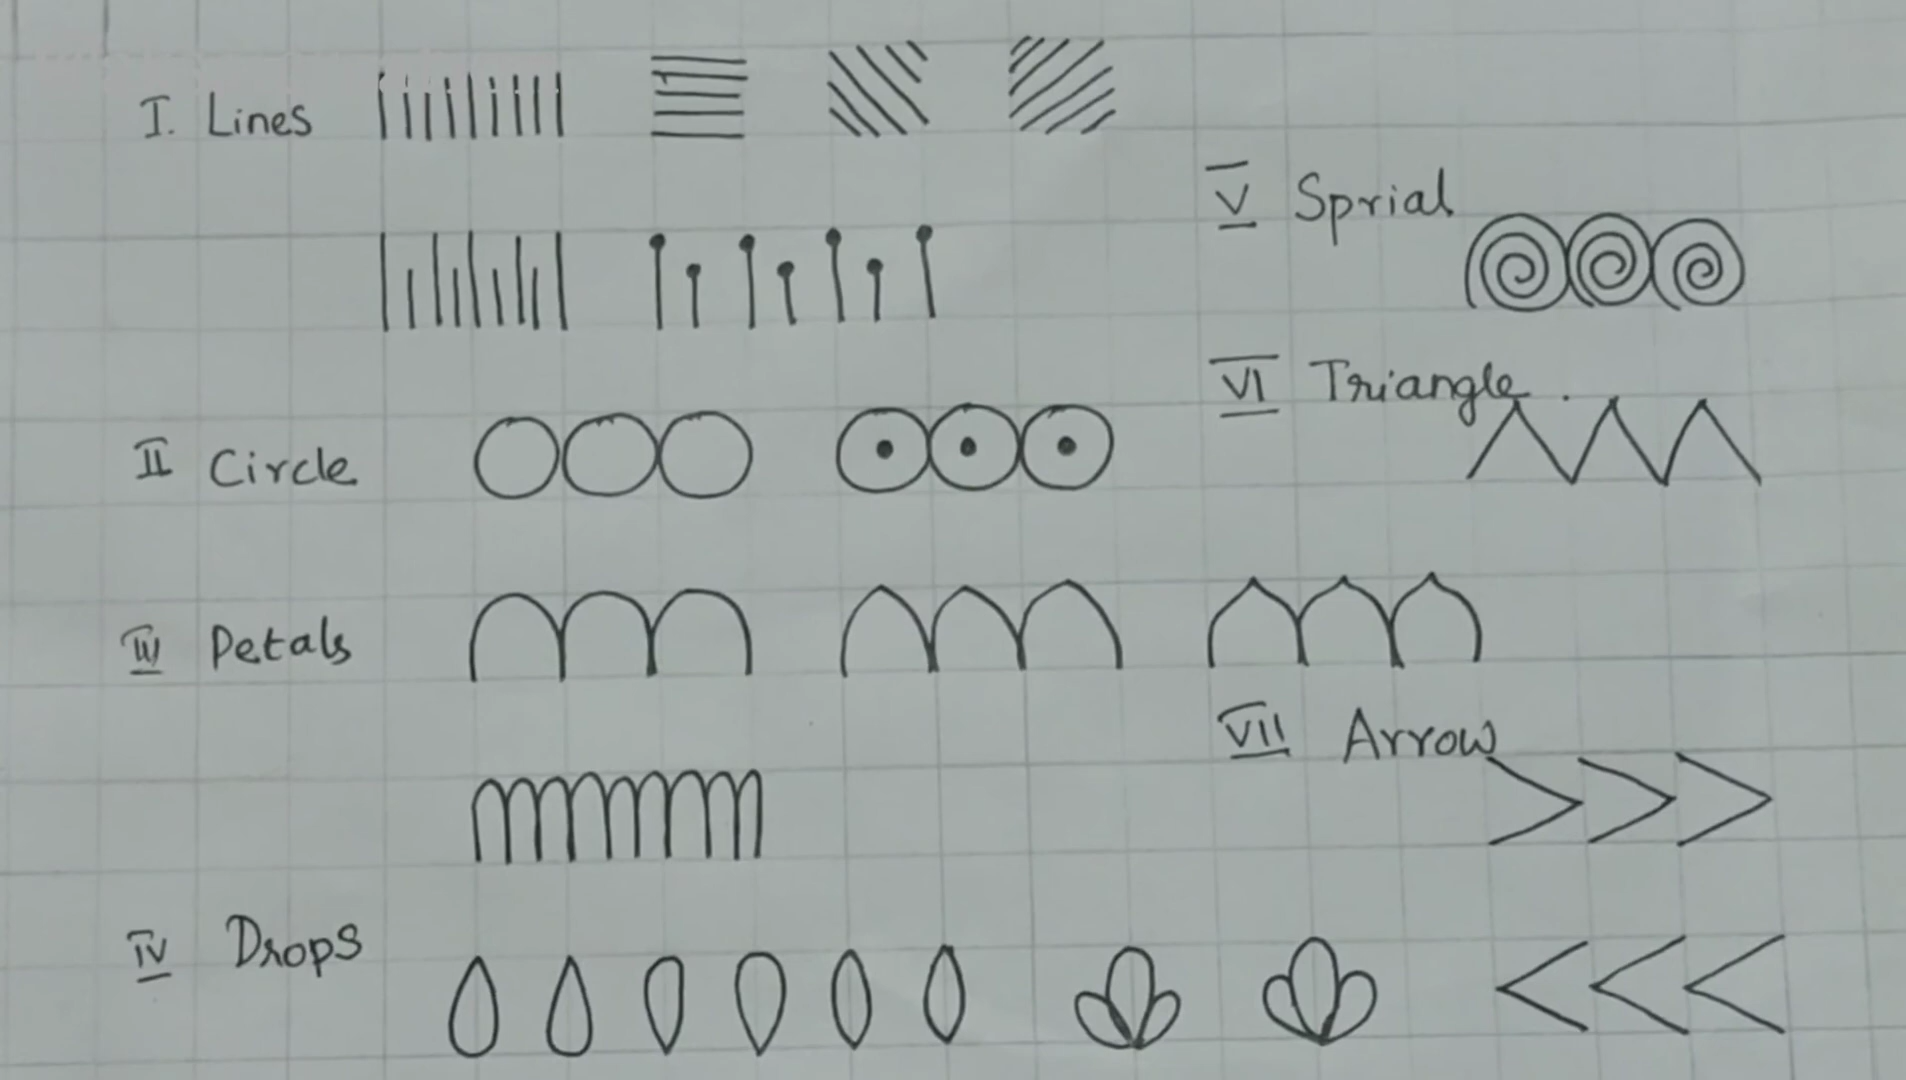 I. Lines
II Circle
III Petals
IV Drops
V Sprial
VI Triangle.
VII Arrow